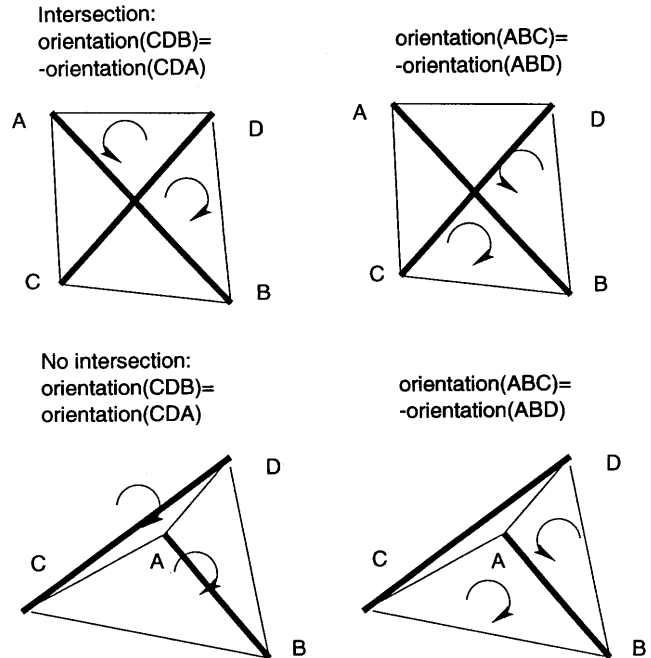 Intersection:
orientation(CDB)=
-orientation(CDA)
orientation(ABC)=
-orientation(ABD)
A
D
C
B
A
D
C
B
No intersection:
orientation(CDB)=
orientation(CDA)
orientation(ABC)=
-orientation(ABD)
D
C
A
B
D
C
A
B